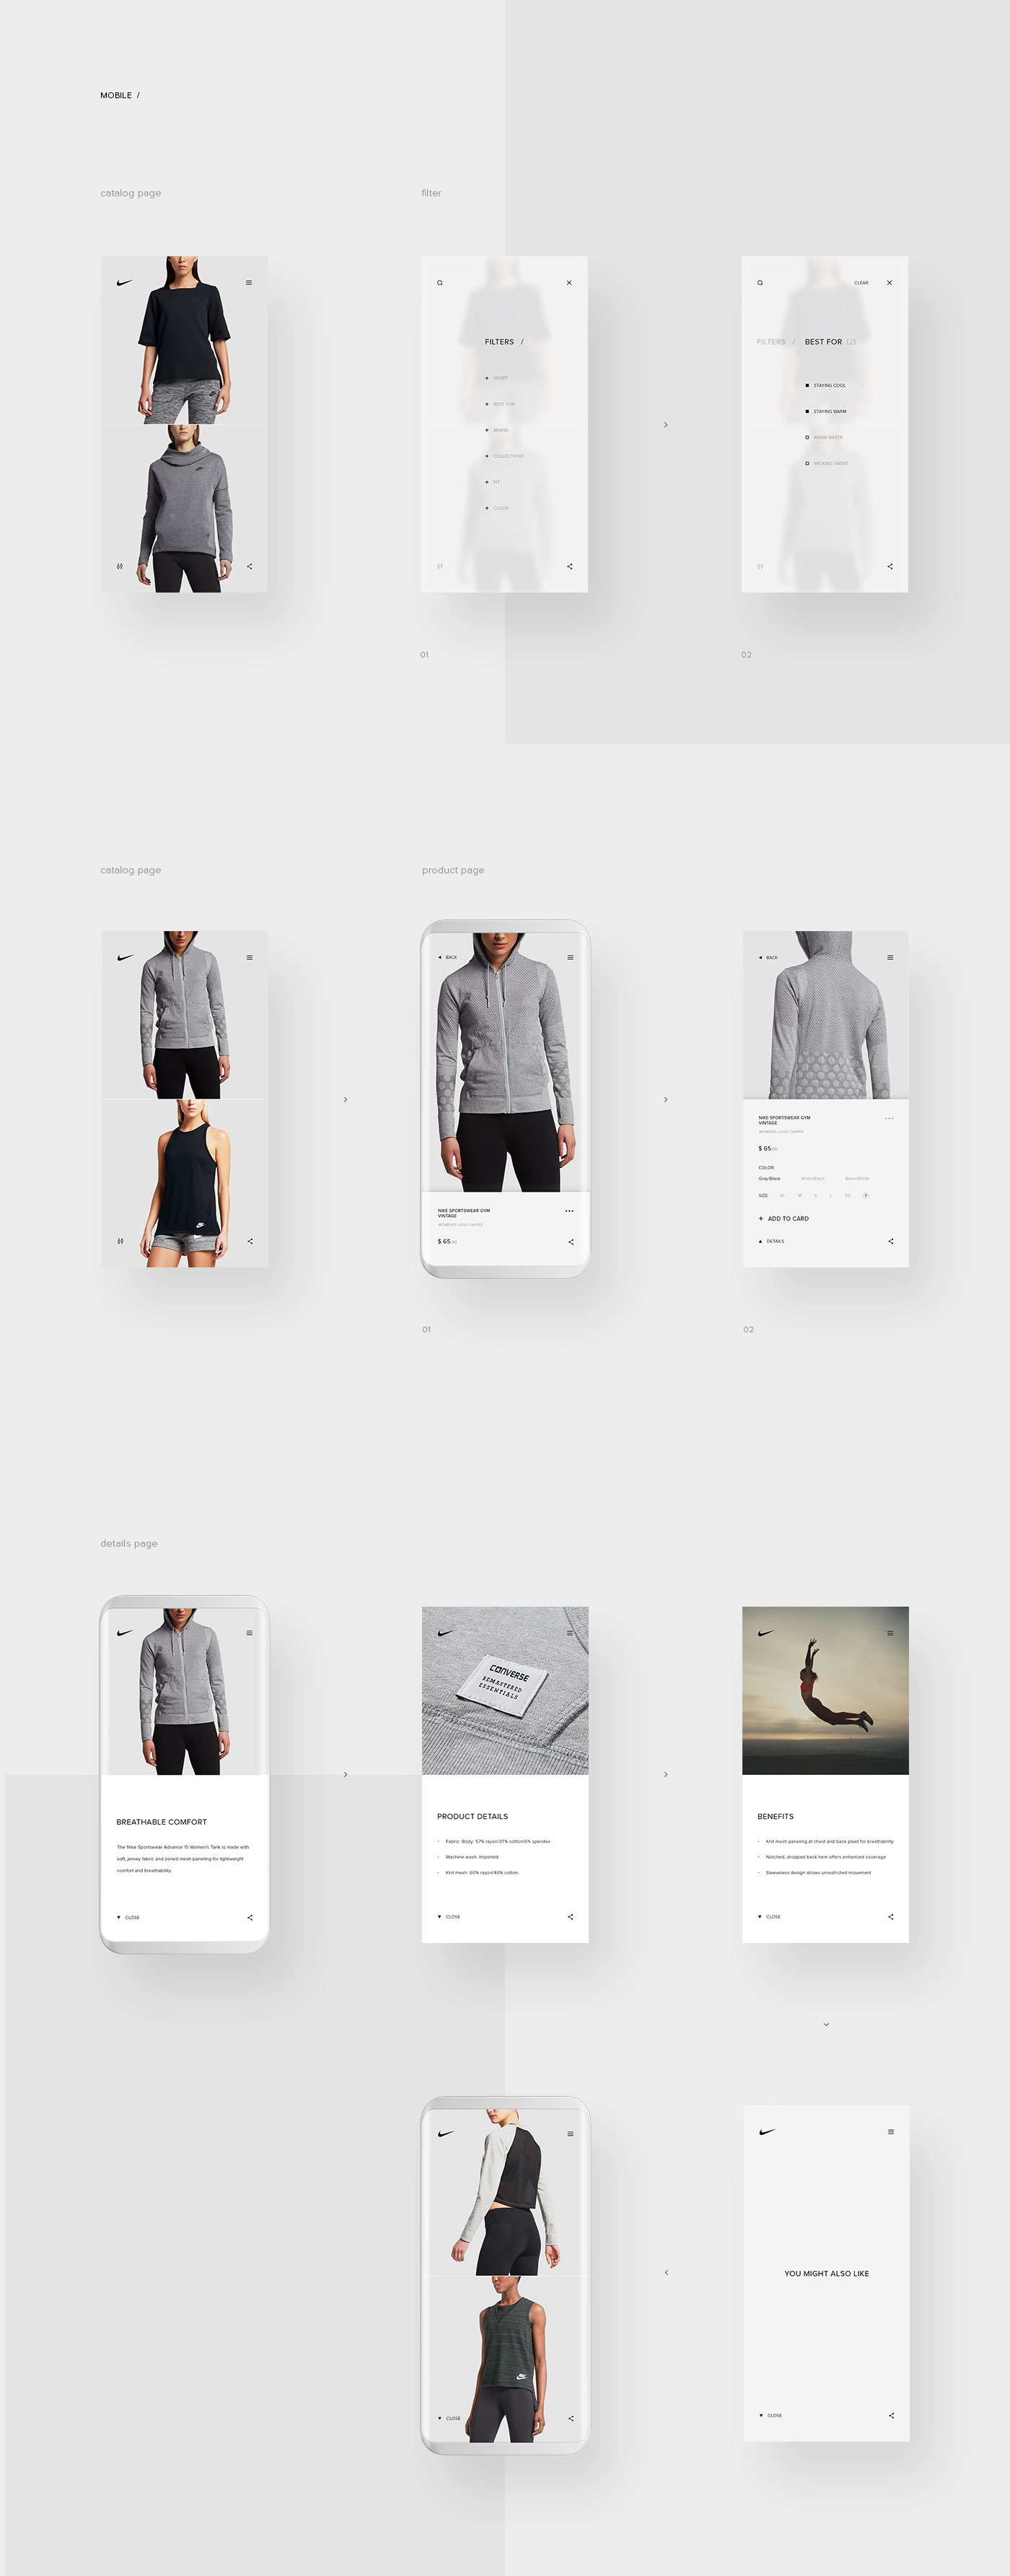 MOBILE /
catalog page
filter
FILTERS /
+ SPORT
+ BEST FOR
+ BRAND
+ COLLECTIONS
+ FIT
+ COLOR
CLEAR
FILTERS / BEST FOR (2)
STAYING COOL
STAYING WARM
WARM WATER
WICKING SWEAT
01
02
catalog page
product page
BACK
NIKE SPORTSWEAR GYM
VINTAGE
WOMEN'S LOGO CAPRIS
$ 65.00
BACK
NIKE SPORTSWEAR GYM
VINTAGE
WOMEN'S LOGO CAPRIS
$ 65.00
COLOR
Gray/Black White/Black Black/White
SIZE: XL M S L XS ?
+ ADD TO CARD
DETAILS
01
02
details page
BREATHABLE COMFORT
The Nike Sportswear Advance 15 Women's Tank is made with
soft, jersey fabric and zoned mesh paneling for lightweight
comfort and breathability.
CLOSE
CONVERSE
REMASTERED
ESSENTIALS
PRODUCT DETAILS
• Fabric: Body: 57% rayon/37% cotton/6% spandex
• Machine wash. Imported.
• Knit mesh: 60% rayon/40% cotton.
CLOSE
BENEFITS
• Knit mesh panning at chest and back pleat for breathability
• Notched, dropped back hem offers enhanced coverage
• Sleeveless design allows unrestricted movement
CLOSE
CLOSE
YOU MIGHT ALSO LIKE
CLOSE